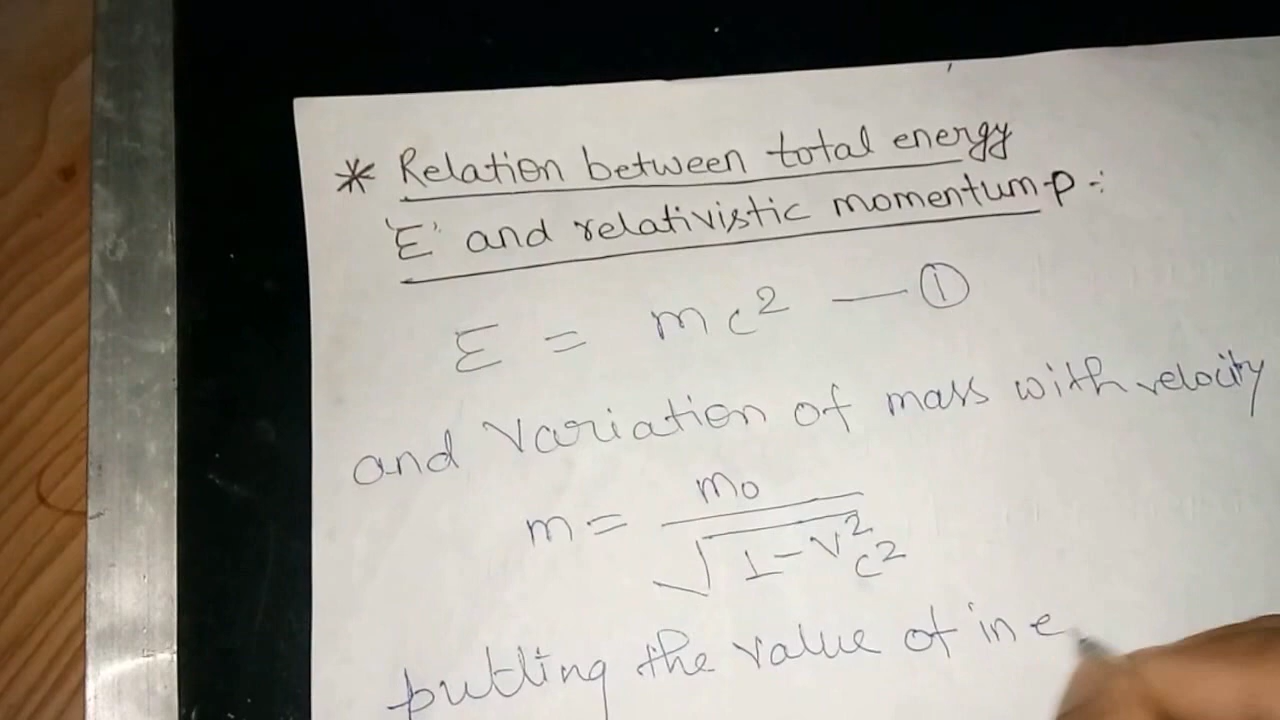 * Relation between total energy
'E' and relativistic momentum p -:
E = mc² — ①
and variation of mass with velocity
m = m₀ / √1 - v²/c²
putting the value of in e